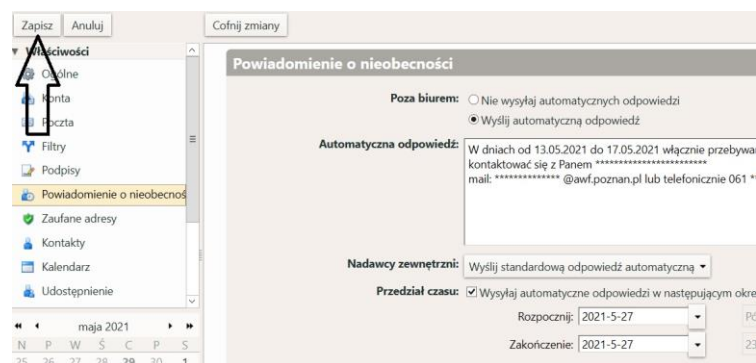 Zapisz Anuluj Cofnij zmiany
Właściwości
Ogólne
Konta
Poczta
Filtry
Podpisy
Powiadomienie o nieobecnoś
Zaufane adresy
Kontakty
Kalendarz
Udostępnienie
maja 2021
N P W Ś C P S
25 26 27 28 29 30 1
Powiadomienie o nieobecności
Poza biurem: Nie wysyłaj automatycznych odpowiedzi
Wyślij automatyczną odpowiedź
Automatyczna odpowiedź: W dniach od 13.05.2021 do 17.05.2021 włącznie przebywa
kontaktować się z Panem ***********************
mail: ************** @awf.poznan.pl lub telefonicznie 061 *
Nadawcy zewnętrzni: Wyślij standardową odpowiedź automatyczną
Przedział czasu: Wysyłaj automatyczne odpowiedzi w następującym okre
Rozpocznij: 2021-5-27
Zakończenie: 2021-5-27 23